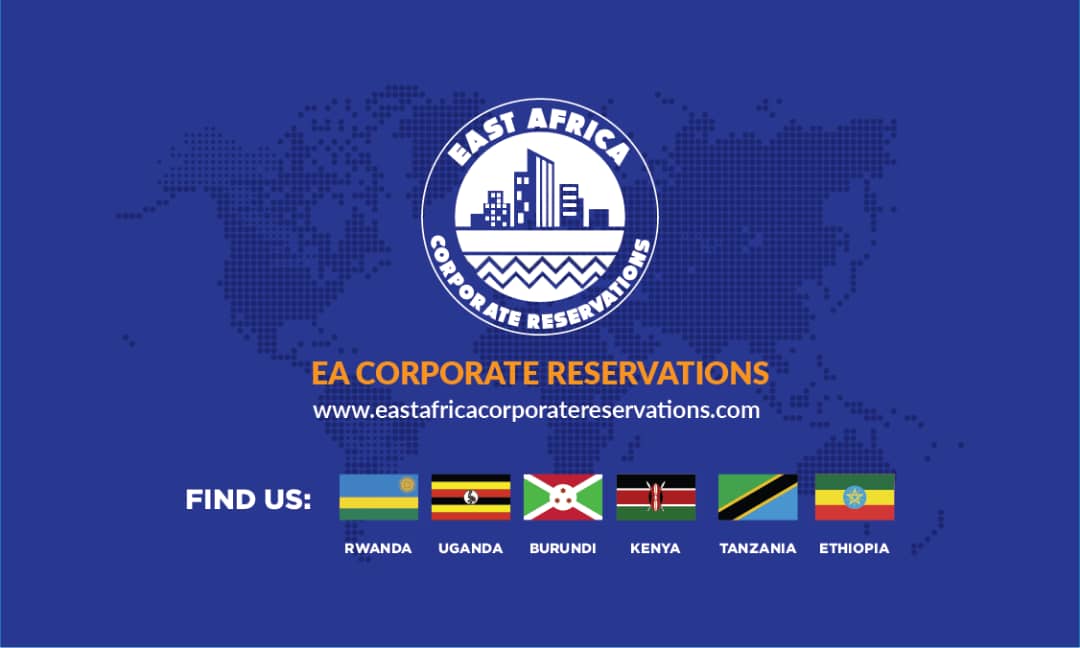 EAST AFRICA
CORPORATE RESERVATIONS
EA CORPORATE RESERVATIONS
www.eastafricacorporatereservations.com
FIND US:
RWANDA UGANDA BURUNDI KENYA TANZANIA ETHIOPIA